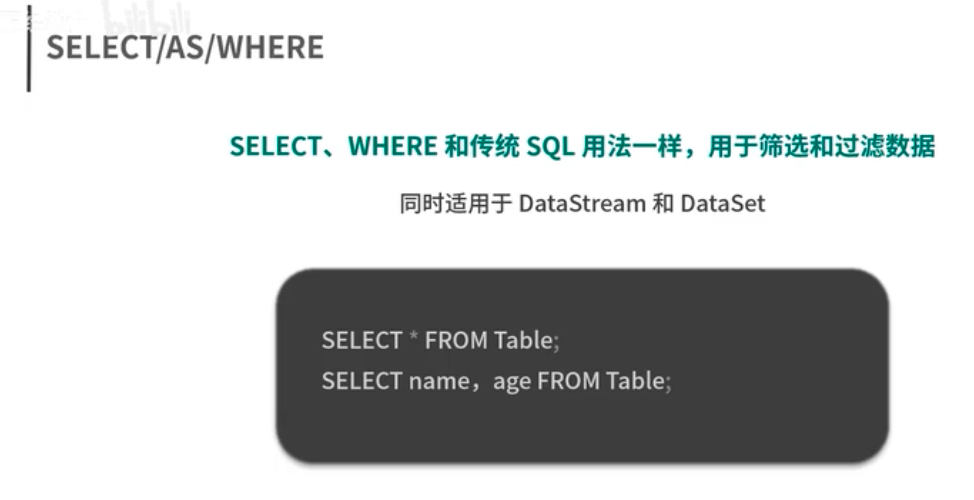 bilibili
SELECT/AS/WHERE
SELECT、WHERE 和传统 SQL 用法一样，用于筛选和过滤数据
同时适用于 DataStream 和 DataSet
SELECT * FROM Table;
SELECT name，age FROM Table;